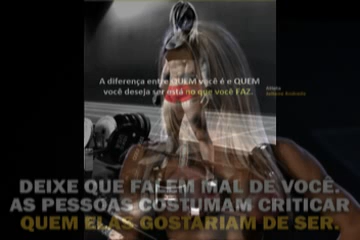 A diferença entre QUEM você é e QUEM
você deseja ser está no que você FAZ.
DEIXE QUE FALEM MAL DE VOCE.
AS PESSOAS COSTUMAM CRITICAR
QUEM ELAS GOSTARIAM DE SER.